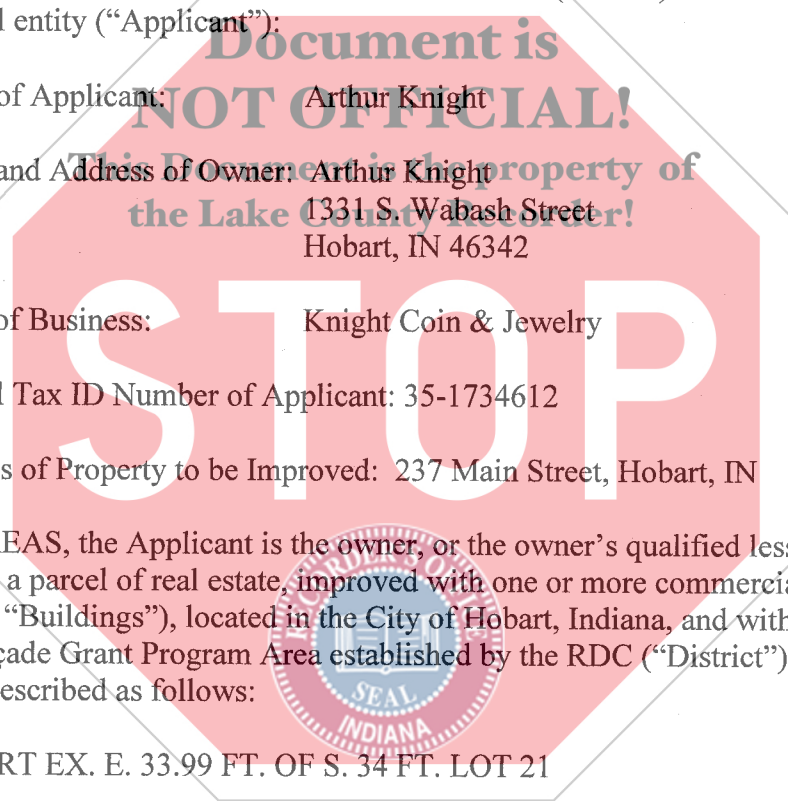 l entity (“Applicant”):
Document is
of Applicant: Arthur Knight
NOT OFFICIAL!
and Address of Owner: Arthur Knight
This Document is the property of
1331 S. Wabash Street
the Lake County Recorder!
Hobart, IN 46342
STOP
of Business: Knight Coin & Jewelry
l Tax ID Number of Applicant: 35-1734612
s of Property to be Improved: 237 Main Street, Hobart, IN
EAS, the Applicant is the owner, or the owner’s qualified less
a parcel of real estate, improved with one or more commercia
“Buildings”), located in the City of Hobart, Indiana, and with
çade Grant Program Area established by the RDC (“District”)
escribed as follows:
RECORDER'S OFFICE
SEAL
INDIANA
RT EX. E. 33.99 FT. OF S. 34 FT. LOT 21